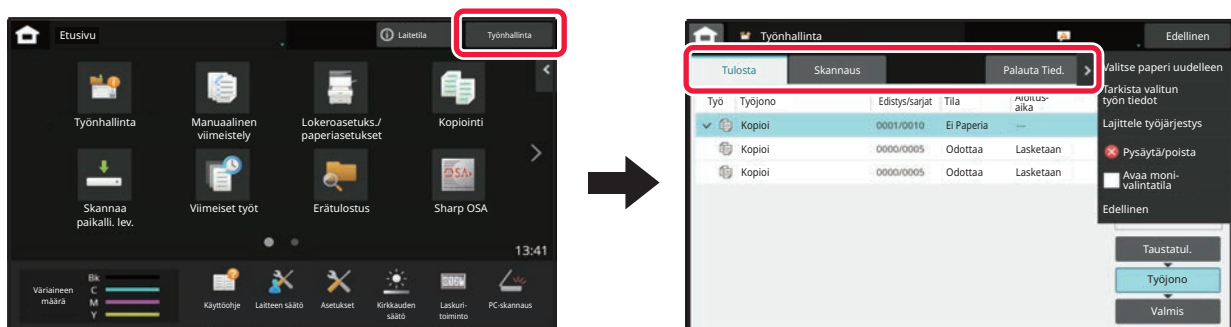 Etusivu
Laitetila
Työnhallinta
Työnhallinta
Manuaalinen
viimeistely
Lokeroasetuks./
paperiasetukset
Kopiointi
Skannaa
paikalli. lev.
Viimeiset työt
Erätulostus
Sharp OSA
13:41
Väriaineen
määrä
Bk
C
M
Y
Käyttöohje
Laitteen säätö
Asetukset
Kirkkauden
säätö
Laskuri-
toiminto
PC-skannaus
Työnhallinta
Edellinen
Tulosta
Skannaus
Palauta Tied.
Työ Työjono Edistys/sarjat Tila Aloitus-
aika
Kopioi 0001/0010 Ei Paperia ---
Kopioi 0000/0005 Odottaa Lasketaan
Kopioi 0000/0005 Odottaa Lasketaan
Valitse paperi uudelleen
Tarkista valitun
työn tiedot
Lajittele työjärjestys
Pysäytä/poista
Avaa moni-
valintatila
Edellinen
Taustatul.
Työjono
Valmis